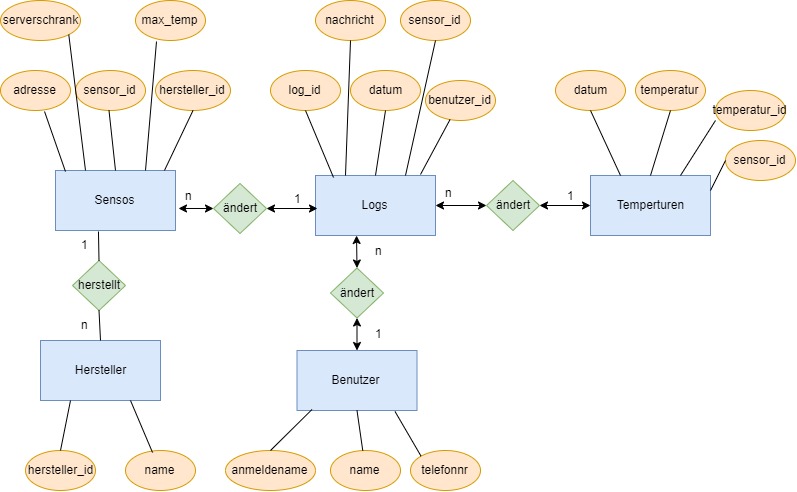 serverschrank
max_temp
nachricht
sensor_id
adresse
sensor_id
hersteller_id
log_id
datum
benutzer_id
datum
temperatur
temperatur_id
sensor_id
Sensos
n
ändert
1
Logs
n
ändert
1
Temperturen
1
n
herstellt
ändert
n
1
Hersteller
Benutzer
hersteller_id
name
anmeldename
name
telefonnr